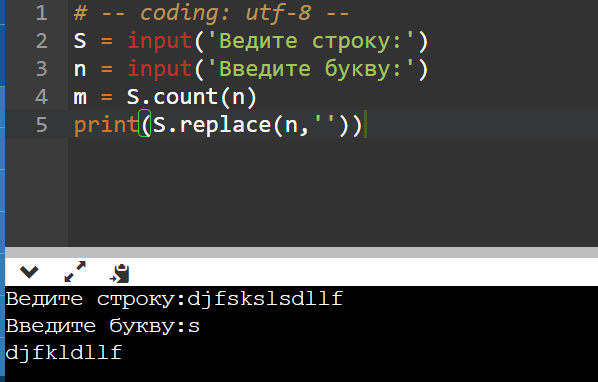 1 # -- coding: utf-8 --
2 S = input('Ведите строку:')
3 n = input('Введите букву:')
4 m = S.count(n)
5 print(S.replace(n,''))
Ведите строку:djfskslsdllf
Введите букву:s
djfkldllf